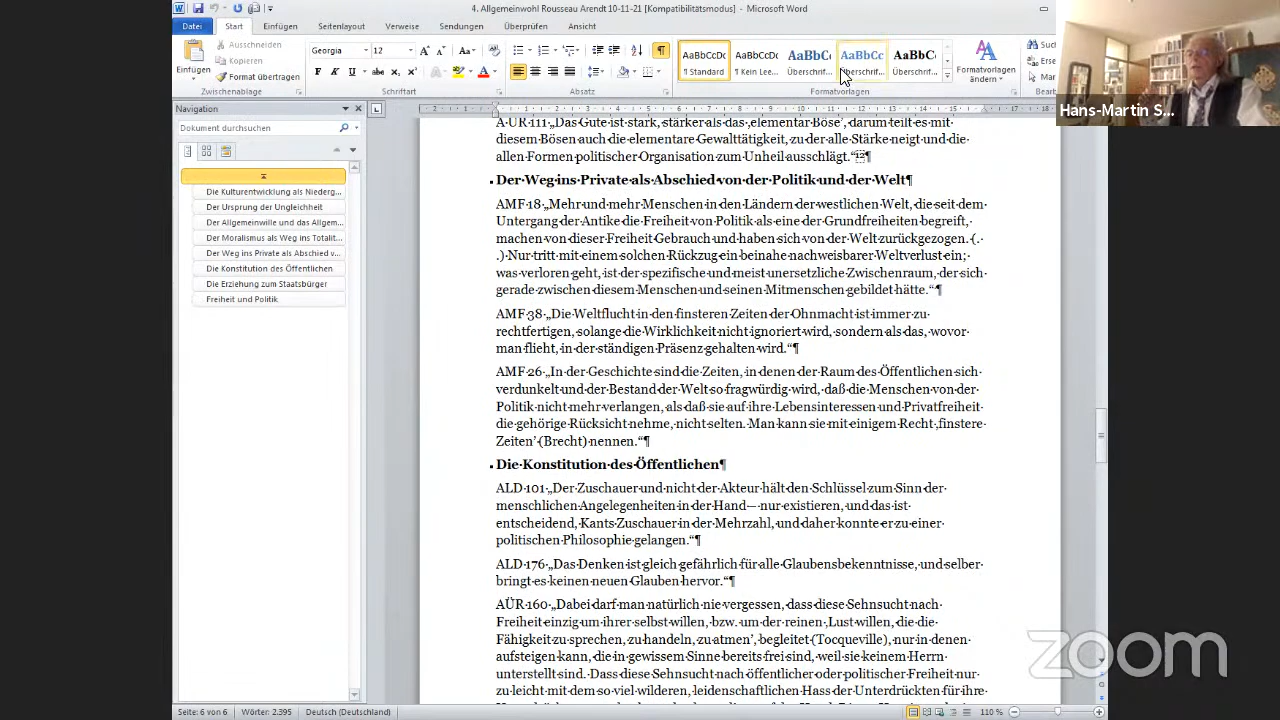 4. Allgemeinwohl Rousseau Arendt 10-11-21 [Kompatibilitätsmodus] - Microsoft Word
Datei Start Einfügen Seitenlayout Verweise Sendungen Überprüfen Ansicht
Ausschneiden
Kopieren
Format übertragen
Einfügen
Georgia 12
F K U abc x₂ x² A
AaBbCcDc AaBbCcDc AaBbC AaBbCc AaBbC
¶ Standard ¶ Kein Lee... Überschrif... Überschrif... Überschrif...
Formatvorlagen ändern
Zwischenablage Schriftart Absatz Formatvorlagen
Hans-Martin S...
Navigation
Dokument durchsuchen
Die Kulturentwicklung als Niederg...
Der Ursprung der Ungleichheit
Der Allgemeinwille und das Allgem...
Der Moralismus als Weg ins Totalit...
Der Weg ins Private als Abschied v...
Die Konstitution des Öffentlichen
Die Erziehung zum Staatsbürger
Freiheit und Politik
AÜR 111 „Das Gute ist stark, stärker als das ‚elementar Böse’, darum teilt es mit
diesem Bösen auch die elementare Gewalttätigkeit, zu der alle Stärke neigt und die
allen Formen politischer Organisation zum Unheil ausschlägt.“¶
Der Weg ins Private als Abschied von der Politik und der Welt¶
AMF 18 „Mehr und mehr Menschen in den Ländern der westlichen Welt, die seit dem
Untergang der Antike die Freiheit von Politik als eine der Grundfreiheiten begreift,
machen von dieser Freiheit Gebrauch und haben sich von der Welt zurückgezogen. (.
.) Nur tritt mit einem solchen Rückzug ein beinahe nachweisbarer Weltverlust ein;
was verloren geht, ist der spezifische und meist unersetzliche Zwischenraum, der sich
gerade zwischen diesem Menschen und seinen Mitmenschen gebildet hätte.“¶
AMF 38 „Die Weltflucht in den finsteren Zeiten der Ohnmacht ist immer zu
rechtfertigen, solange die Wirklichkeit nicht ignoriert wird, sondern als das, wovor
man flieht, in der ständigen Präsenz gehalten wird.“¶
AMF 26 „In der Geschichte sind die Zeiten, in denen der Raum des Öffentlichen sich
verdunkelt und der Bestand der Welt so fragwürdig wird, daß die Menschen von der
Politik nicht mehr verlangen, als daß sie auf ihre Lebensinteressen und Privatfreiheit
die gehörige Rücksicht nehme, nicht selten. Man kann sie mit einigem Recht ‚finstere
Zeiten’ (Brecht) nennen.“¶
Die Konstitution des Öffentlichen¶
ALD 101 „Der Zuschauer und nicht der Akteur hält den Schlüssel zum Sinn der
menschlichen Angelegenheiten in der Hand – nur existieren, und das ist
entscheidend, Kants Zuschauer in der Mehrzahl, und daher konnte er zu einer
politischen Philosophie gelangen.“¶
ALD 176 „Das Denken ist gleich gefährlich für alle Glaubensbekenntnisse, und selber
bringt es keinen neuen Glauben hervor.“¶
AÜR 160 „Dabei darf man natürlich nie vergessen, dass diese Sehnsucht nach
Freiheit einzig um ihrer selbst willen, bzw. um der reinen ‚Lust willen, die die
Fähigkeit zu sprechen, zu handeln, zu atmen’, begleitet (Tocqueville), nur in denen
aufsteigen kann, die in gewissem Sinne bereits frei sind, weil sie keinem Herrn
unterstellt sind. Dass diese Sehnsucht nach öffentlicher oder politischer Freiheit nur
zu leicht mit dem so viel wilderen, leidenschaftlichen Hass der Unterdrückten für ihre
zoom
Seite: 6 von 6 Wörter: 2.395 Deutsch (Deutschland) 110 %